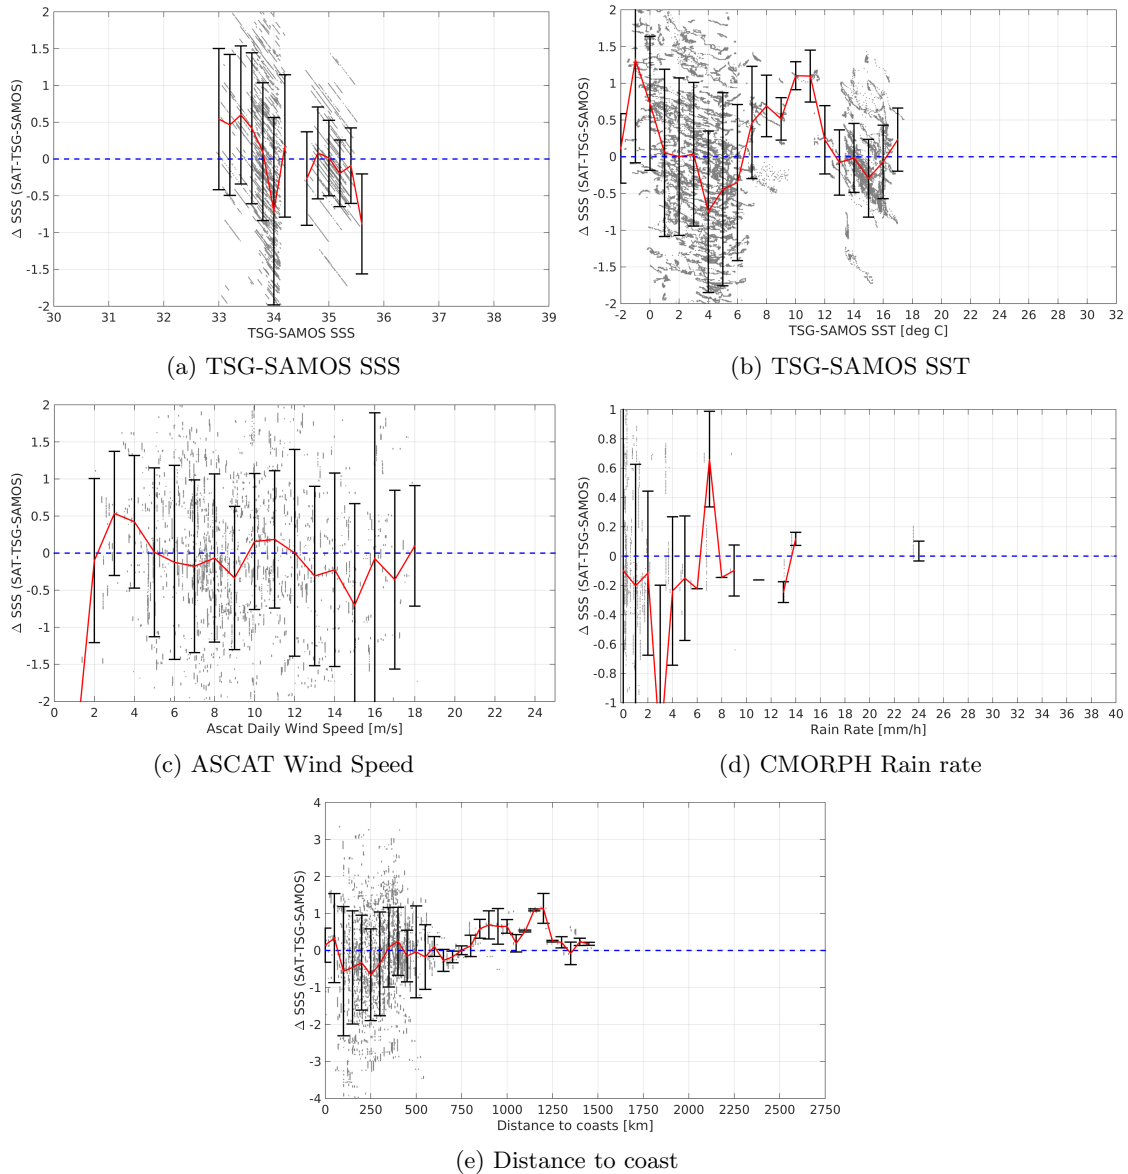 2
1.5
1
0.5
0
-0.5
-1
-1.5
-2
Δ SSS (SAT-TSG-SAMOS)
30 31 32 33 34 35 36 37 38 39
TSG-SAMOS SSS
(a) TSG-SAMOS SSS
2
1.5
1
0.5
0
-0.5
-1
-1.5
-2
Δ SSS (SAT-TSG-SAMOS)
-2 0 2 4 6 8 10 12 14 16 18 20 22 24 26 28 30 32
TSG-SAMOS SST [deg C]
(b) TSG-SAMOS SST
2
1.5
1
0.5
0
-0.5
-1
-1.5
-2
Δ SSS (SAT-TSG-SAMOS)
0 2 4 6 8 10 12 14 16 18 20 22 24
Ascat Daily Wind Speed [m/s]
(c) ASCAT Wind Speed
1
0.8
0.6
0.4
0.2
0
-0.2
-0.4
-0.6
-0.8
-1
Δ SSS (SAT-TSG-SAMOS)
0 2 4 6 8 10 12 14 16 18 20 22 24 26 28 30 32 34 36 38 40
Rain Rate [mm/h]
(d) CMORPH Rain rate
4
3
2
1
0
-1
-2
-3
-4
Δ SSS (SAT-TSG-SAMOS)
0 250 500 750 1000 1250 1500 1750 2000 2250 2500 2750
Distance to coasts [km]
(e) Distance to coast